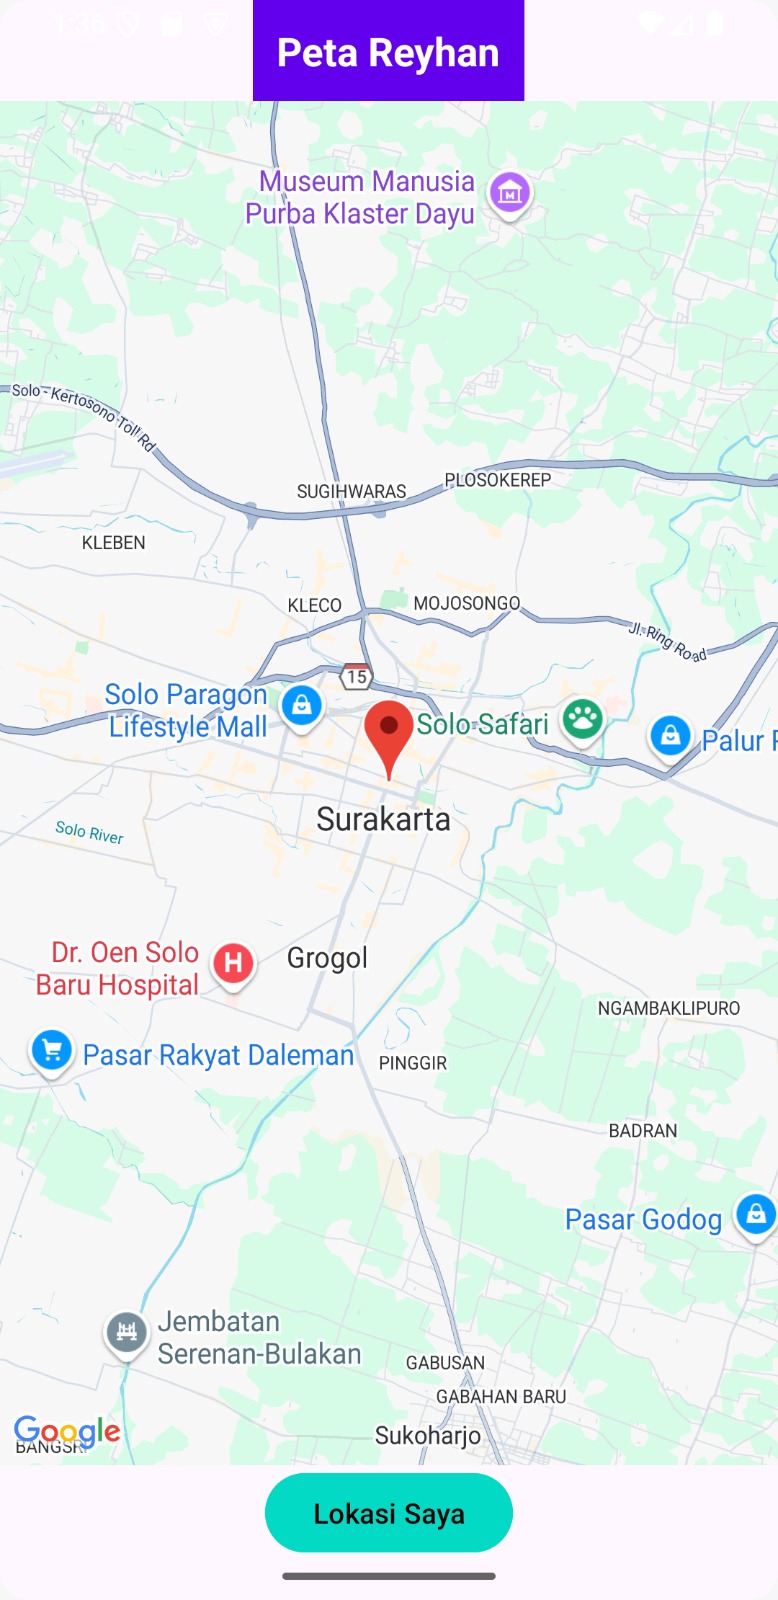 1:36
Peta Reyhan
Museum Manusia
Purba Klaster Dayu
Solo - Kertosono Toll Rd
SUGIHWARAS
PLOSOKEREP
KLEBEN
KLECO
MOJOSONGO
Jl. Ring Road
15
Solo Paragon
Lifestyle Mall
Solo Safari
Palur
Surakarta
Solo River
Dr. Oen Solo
Baru Hospital
H
Grogol
NGAMBAKLIPURO
Pasar Rakyat Daleman
PINGGIR
BADRAN
Pasar Godog
Jembatan
Serenan-Bulakan
GABUSAN
GABAHAN BARU
Google
Sukoharjo
Lokasi Saya